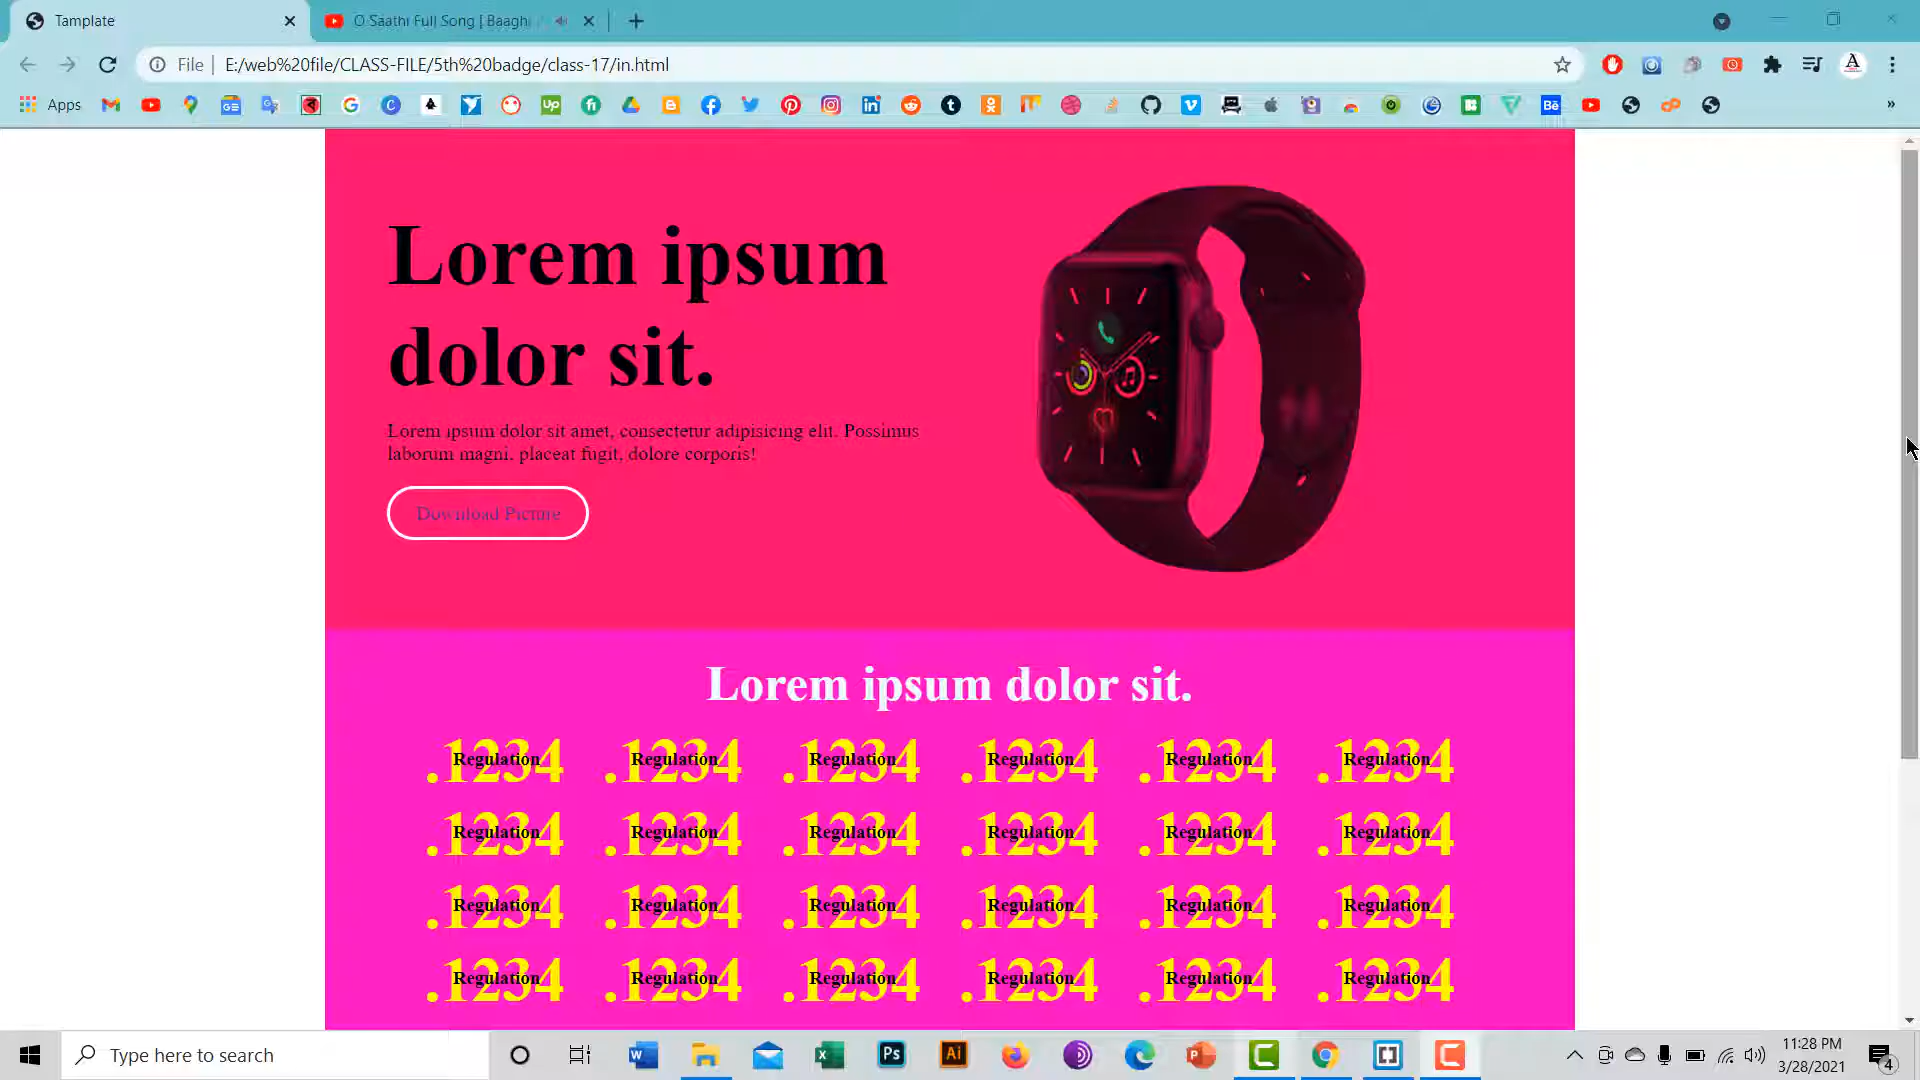 Tamplate
O Saathi Full Song | Baaghi
File
E:/web%20file/CLASS-FILE/5th%20badge/class-17/in.html
Apps
Lorem ipsum
dolor sit.
Lorem ipsum dolor sit amet, consectetur adipisicing elit. Possimus
laborum magni, placeat fugit, dolore corporis!
Download Picture
Lorem ipsum dolor sit.
.1234 .1234 .1234 .1234 .1234 .1234
Regulation Regulation Regulation Regulation Regulation Regulation
.1234 .1234 .1234 .1234 .1234 .1234
Regulation Regulation Regulation Regulation Regulation Regulation
.1234 .1234 .1234 .1234 .1234 .1234
Regulation Regulation Regulation Regulation Regulation Regulation
.1234 .1234 .1234 .1234 .1234 .1234
Regulation Regulation Regulation Regulation Regulation Regulation
Type here to search
11:28 PM
3/28/2021
4